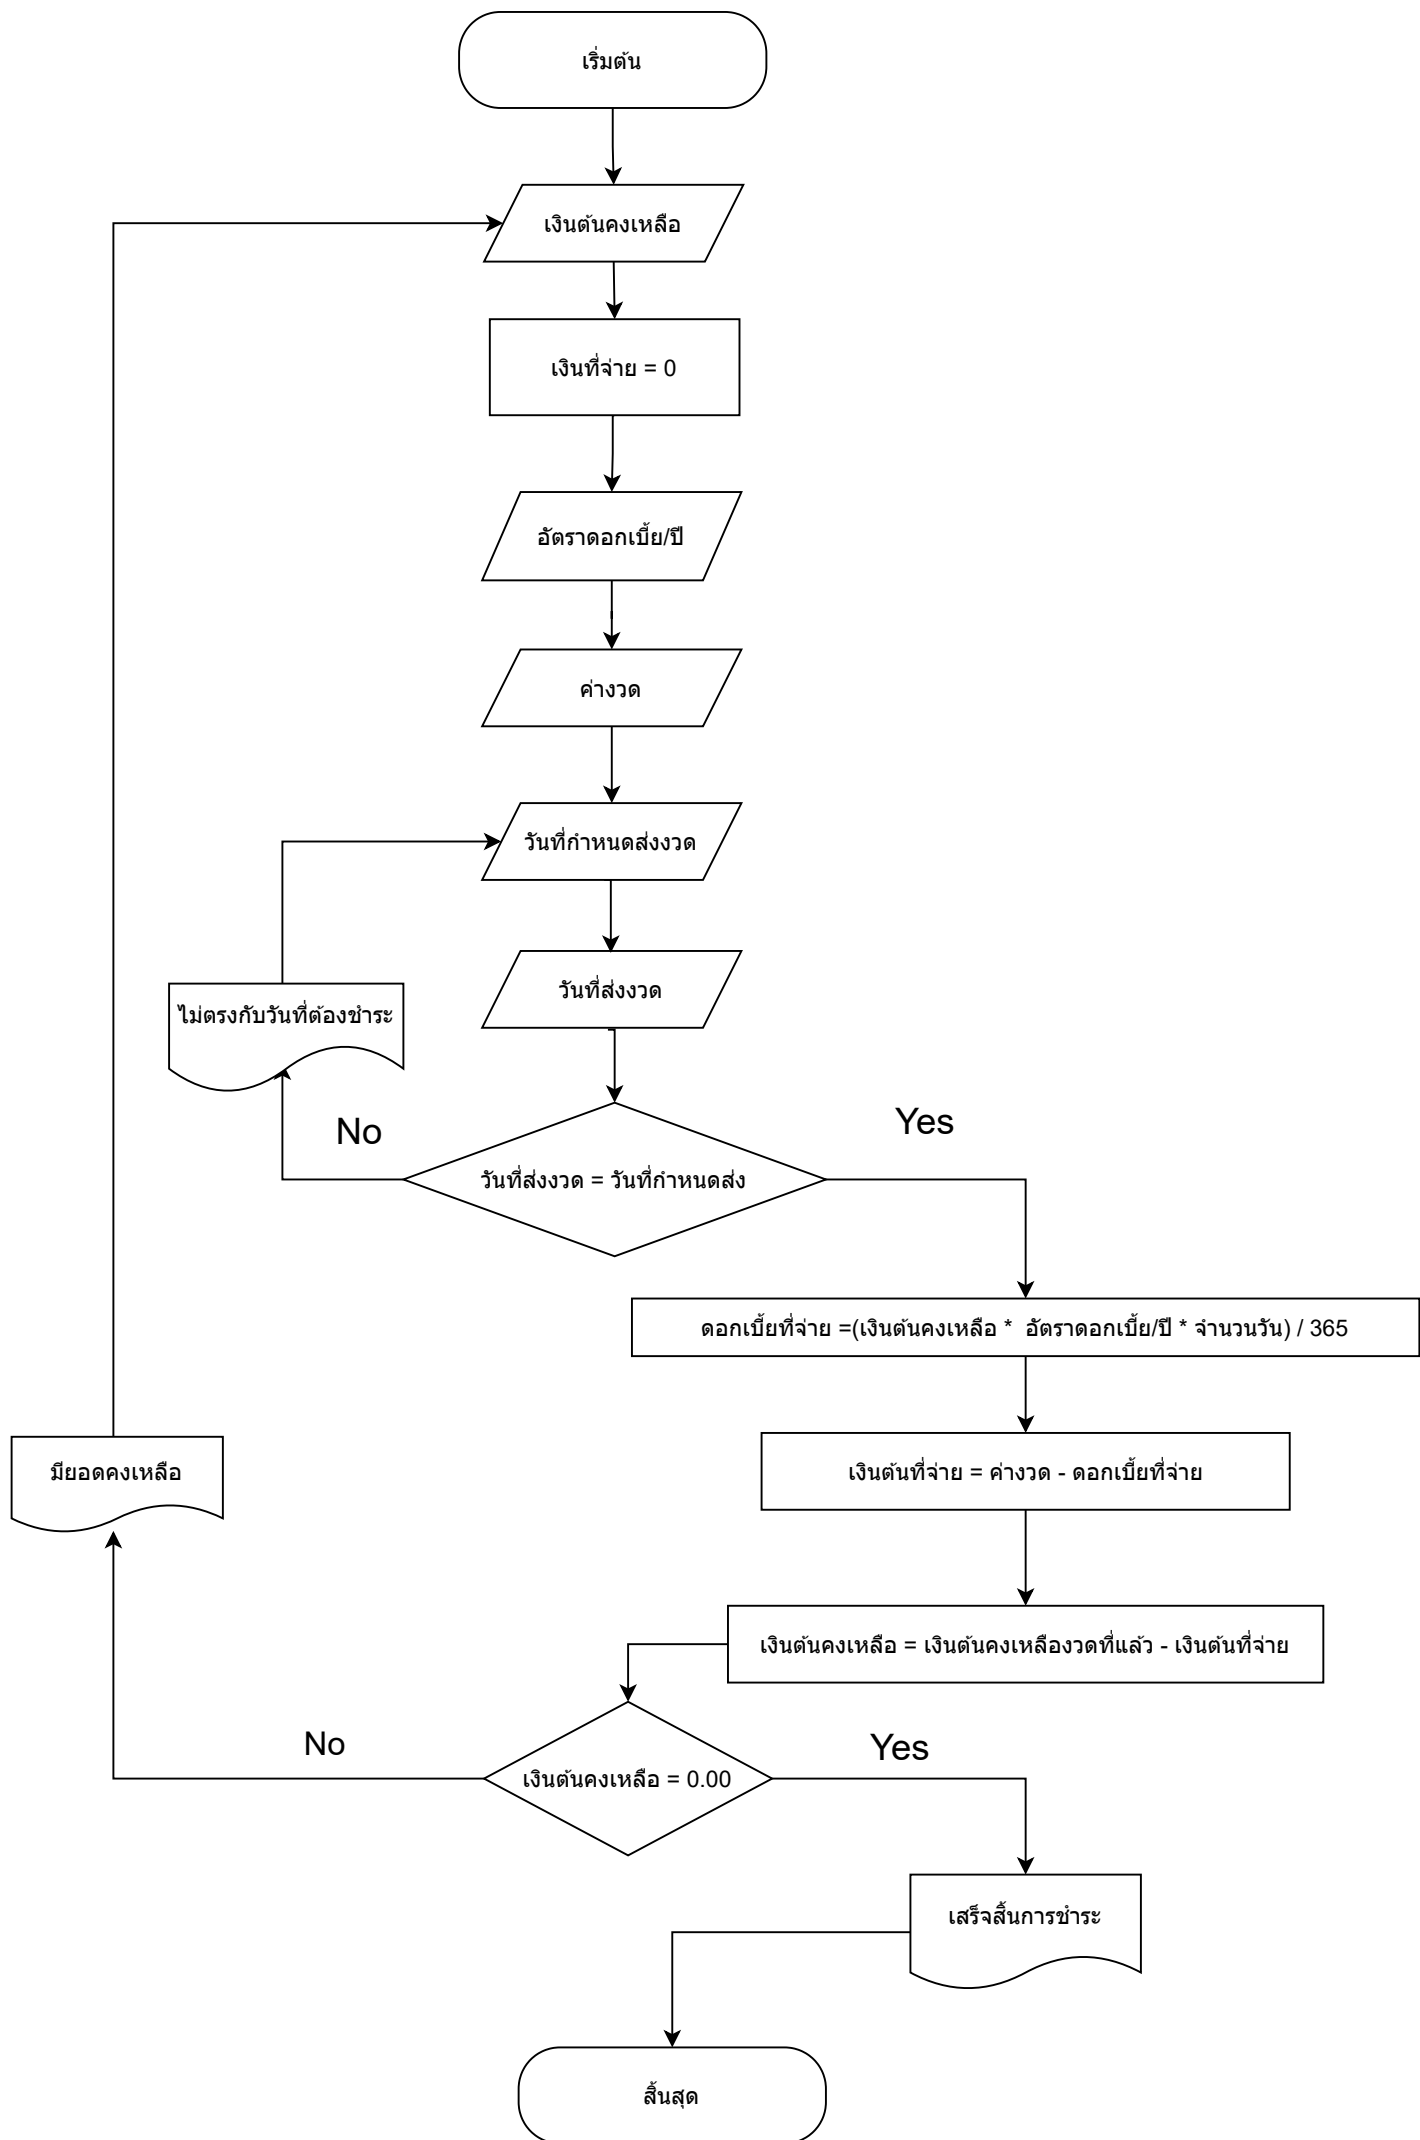 เริ่มต้น
เงินต้นคงเหลือ
เงินที่จ่าย = 0
อัตราดอกเบี้ย/ปี
ค่างวด
วันที่กำหนดส่งงวด
วันที่ส่งงวด
ไม่ตรงกับวันที่ต้องชำระ
No
Yes
วันที่ส่งงวด = วันที่กำหนดส่ง
ดอกเบี้ยที่จ่าย =(เงินต้นคงเหลือ * อัตราดอกเบี้ย/ปี * จำนวนวัน) / 365
เงินต้นที่จ่าย = ค่างวด - ดอกเบี้ยที่จ่าย
มียอดคงเหลือ
เงินต้นคงเหลือ = เงินต้นคงเหลืองวดที่แล้ว - เงินต้นที่จ่าย
No
Yes
เงินต้นคงเหลือ = 0.00
เสร็จสิ้นการชำระ
สิ้นสุด